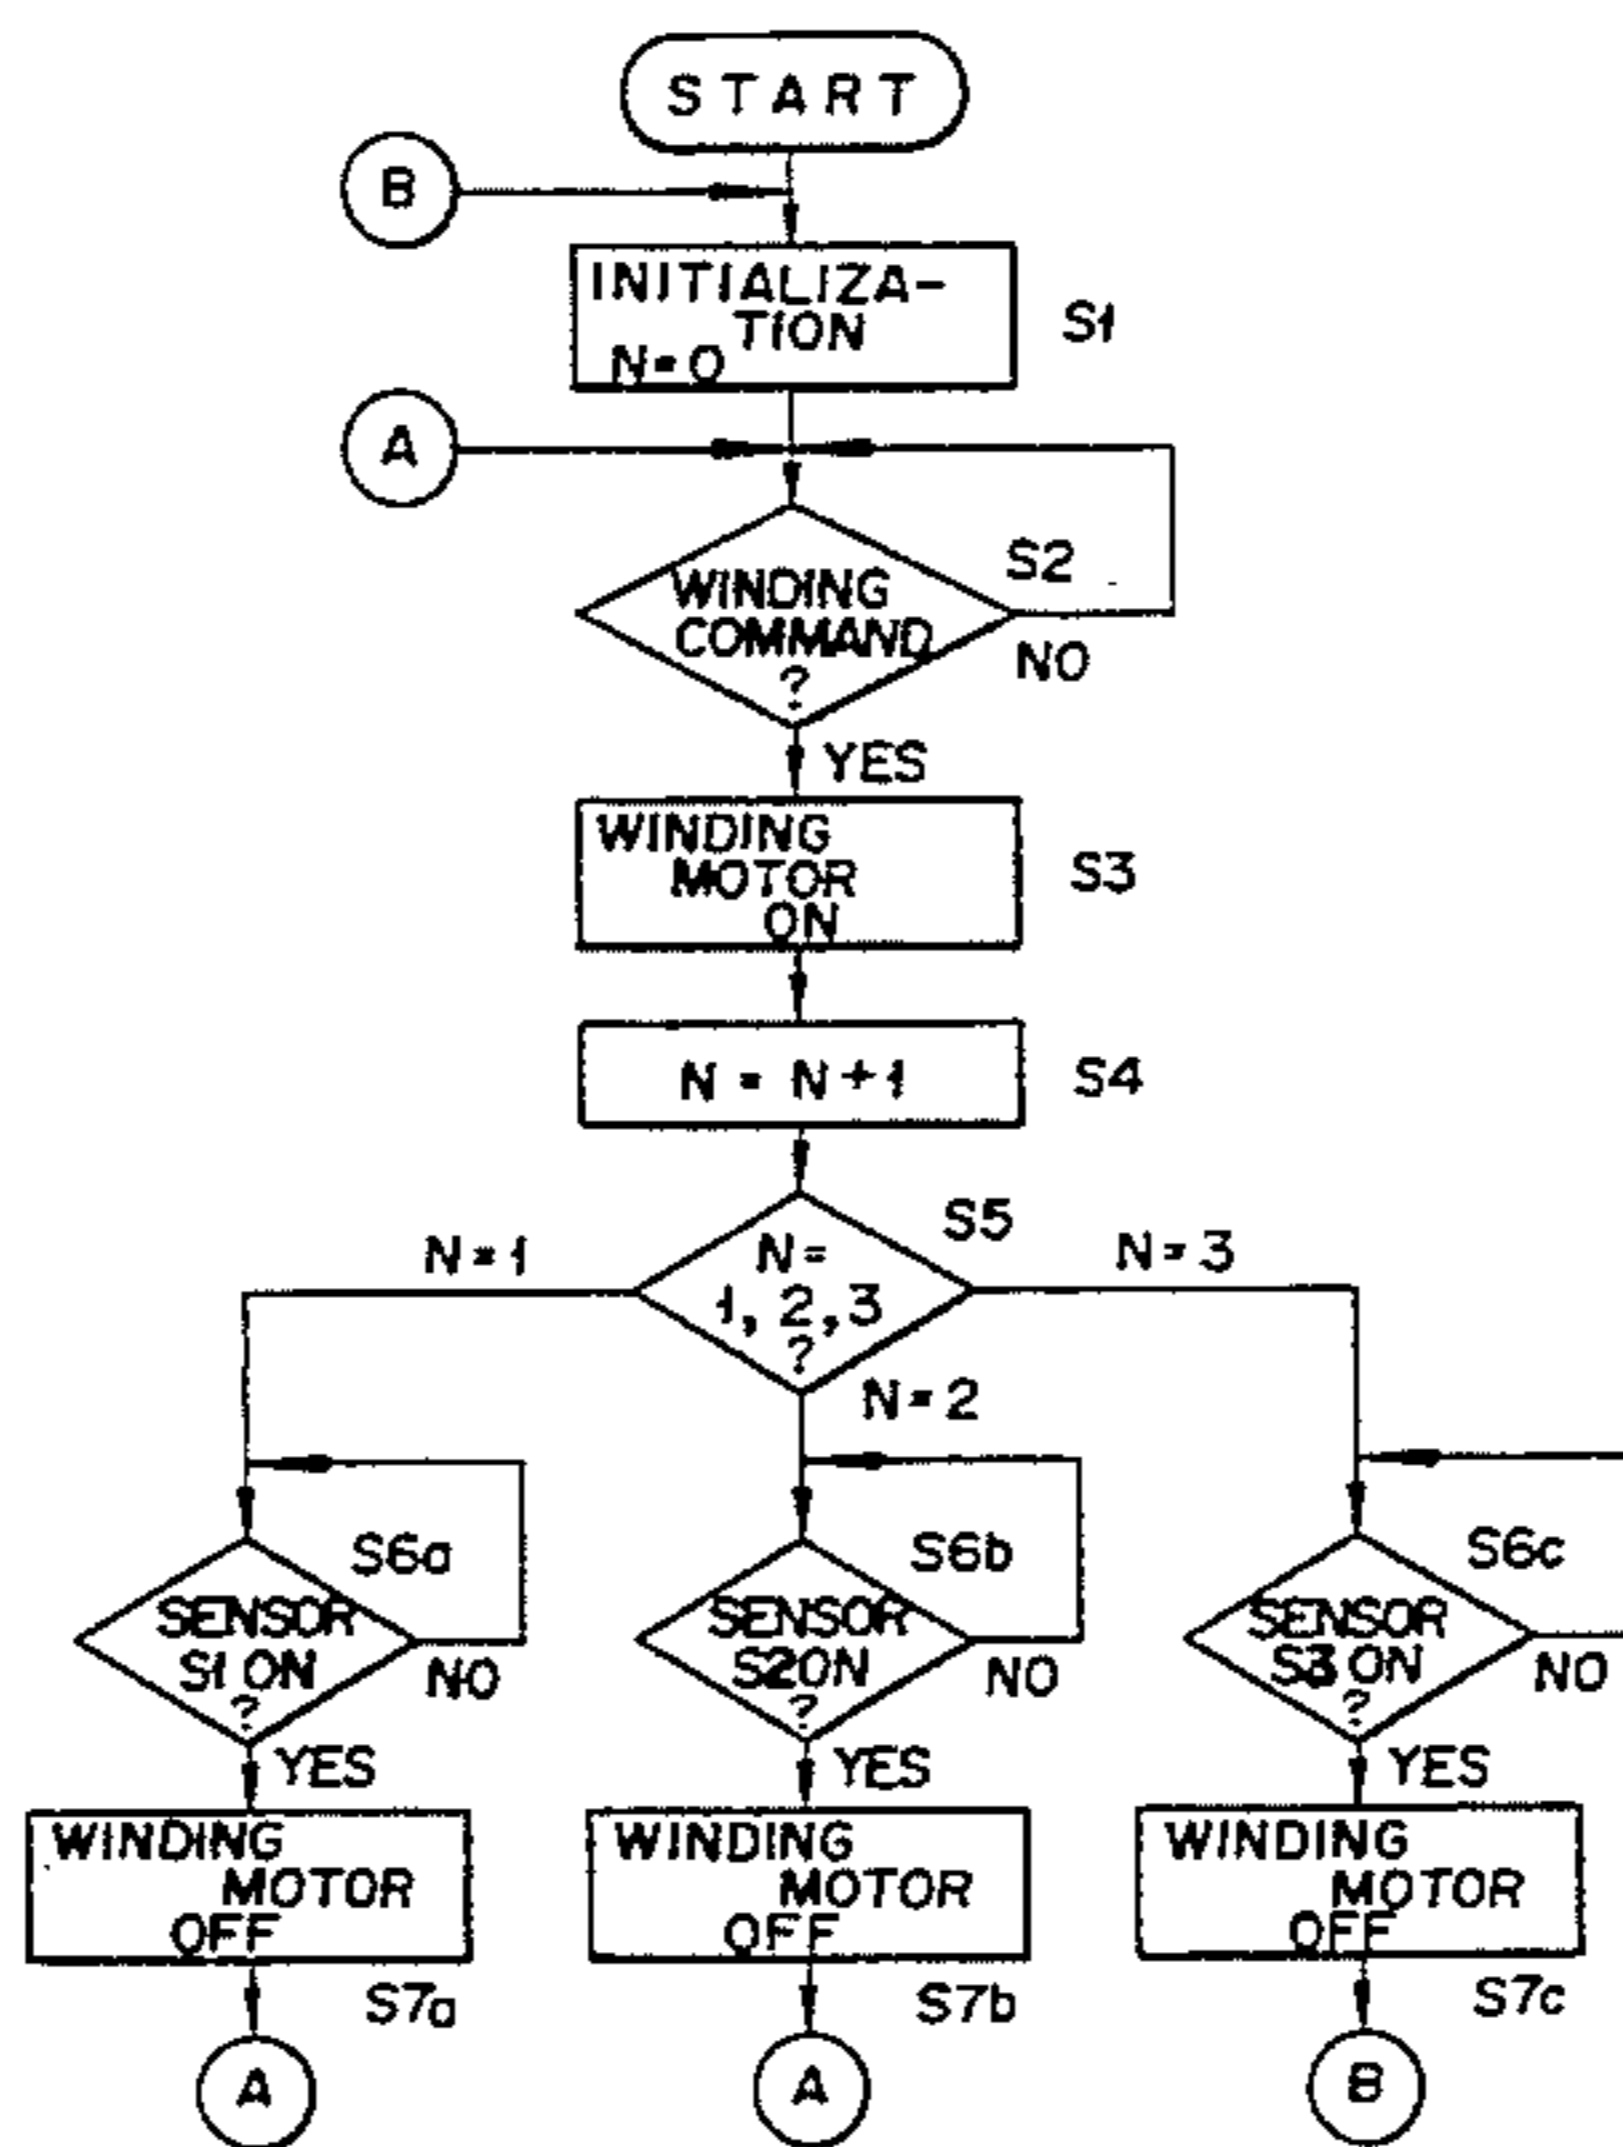 START
B
INITIALIZA-
TION
N=0
S1
A
S2
WINDING
COMMAND
?
NO
YES
WINDING
MOTOR
ON
S3
N = N+1
S4
S5
N=1
N=
1, 2, 3
?
N=3
N=2
S6a
SENSOR
S1 ON
?
NO
YES
S6b
SENSOR
S2 ON
?
NO
YES
S6c
SENSOR
S3 ON
?
NO
YES
WINDING
MOTOR
OFF
S7a
WINDING
MOTOR
OFF
S7b
WINDING
MOTOR
OFF
S7c
A
A
B